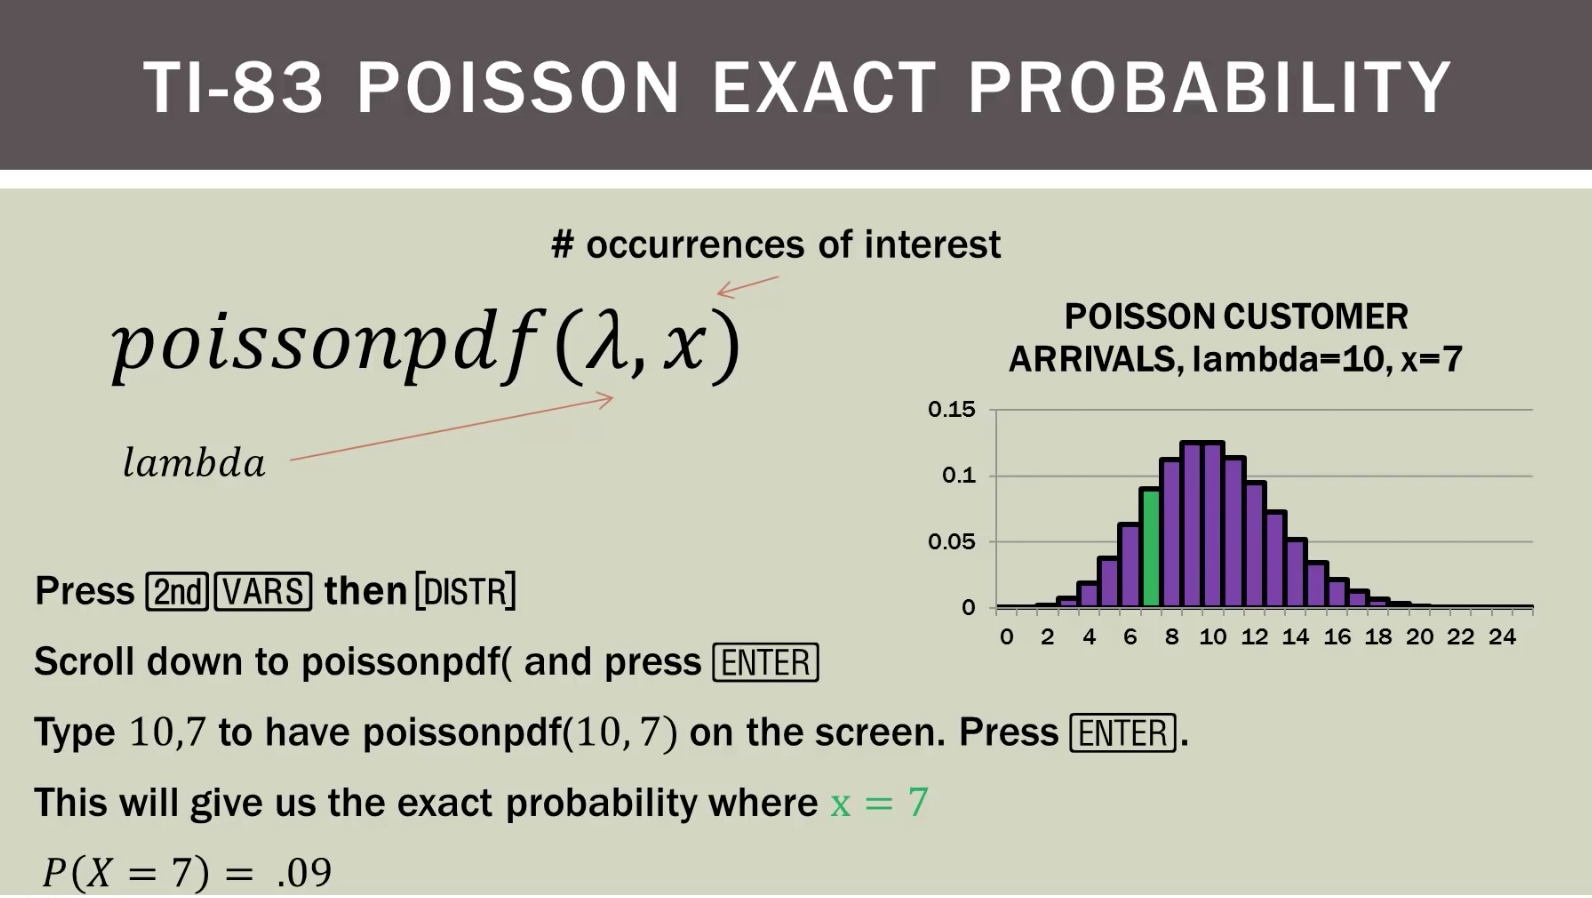 TI-83 POISSON EXACT PROBABILITY
# occurrences of interest
poissonpdf(λ, x)
lambda
POISSON CUSTOMER
ARRIVALS, lambda=10, x=7
0.15
0.1
0.05
0
0 2 4 6 8 10 12 14 16 18 20 22 24
Press 2nd VARS then [DISTR]
Scroll down to poissonpdf( and press ENTER
Type 10,7 to have poissonpdf(10, 7) on the screen. Press ENTER.
This will give us the exact probability where x = 7
P(X = 7) = .09